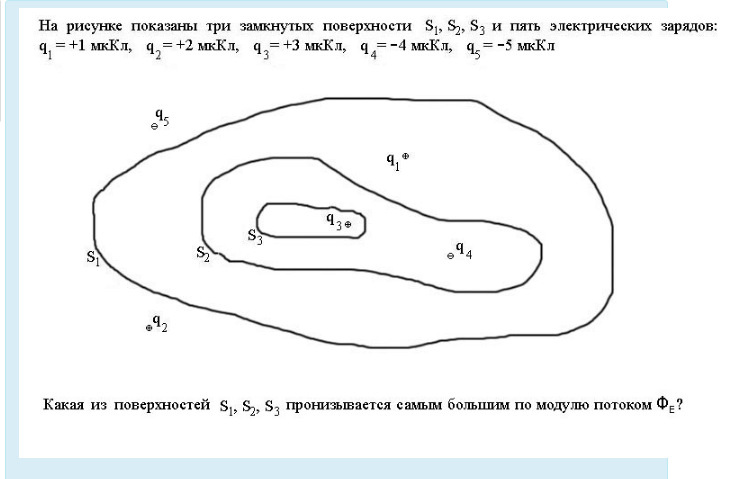 На рисунке показаны три замкнутых поверхности S₁, S₂, S₃ и пять электрических зарядов:
q₁ = +1 мкКл, q₂ = +2 мкКл, q₃ = +3 мкКл, q₄ = −4 мкКл, q₅ = −5 мкКл
q₅
q₁
q₃
S₃
S₂
q₄
S₁
q₂
Какая из поверхностей S₁, S₂, S₃ пронизывается самым большим по модулю потоком Φ_E?